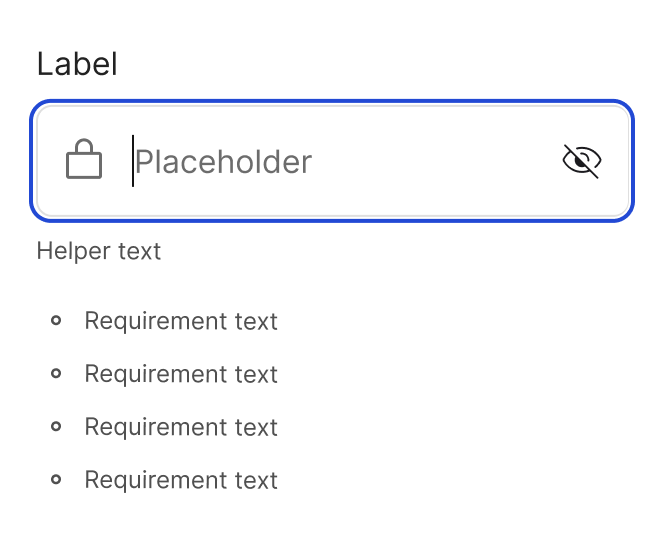 Label
Placeholder
Helper text
Requirement text
Requirement text
Requirement text
Requirement text